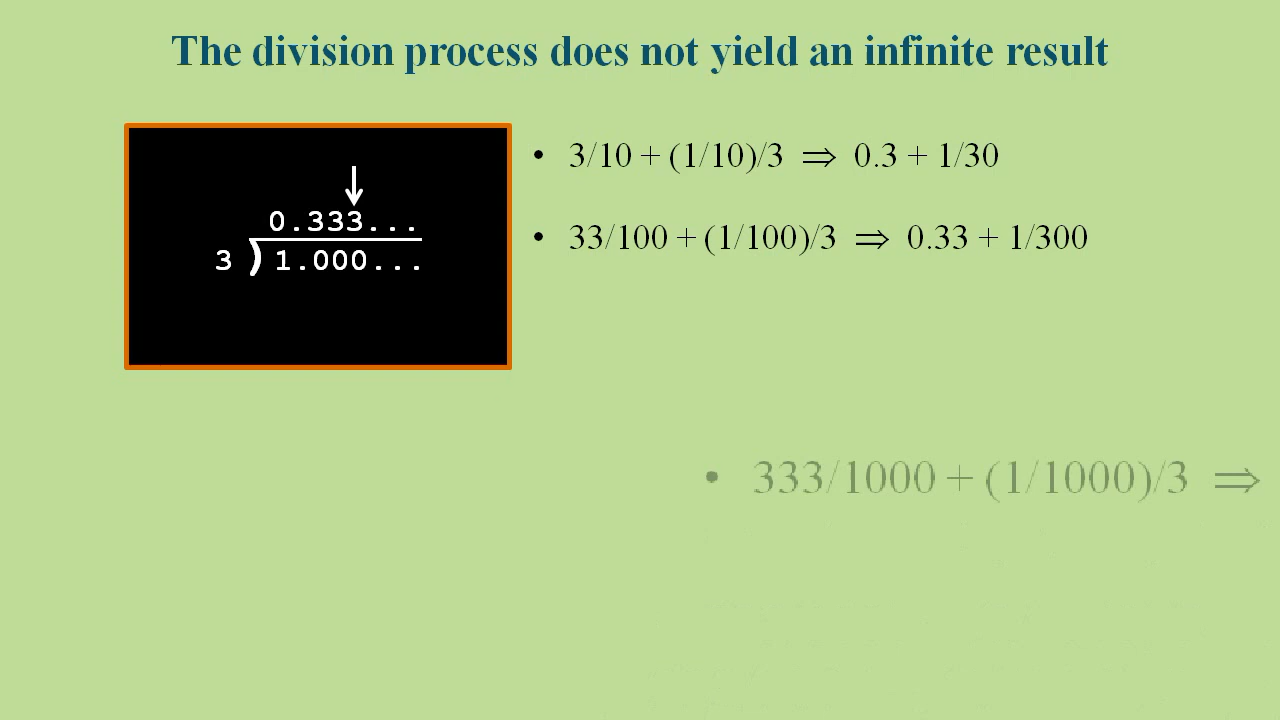 The division process does not yield an infinite result
0.333...
3 ) 1.000...
• 3/10 + (1/10)/3 ⇒ 0.3 + 1/30
• 33/100 + (1/100)/3 ⇒ 0.33 + 1/300
• 333/1000 + (1/1000)/3 ⇒